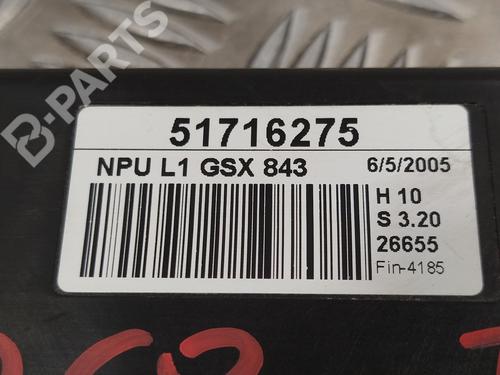 B-PARTS
51716275
NPU L1 GSX 843
6/5/2005
H 10
S 3.20
26655
Fin-4185